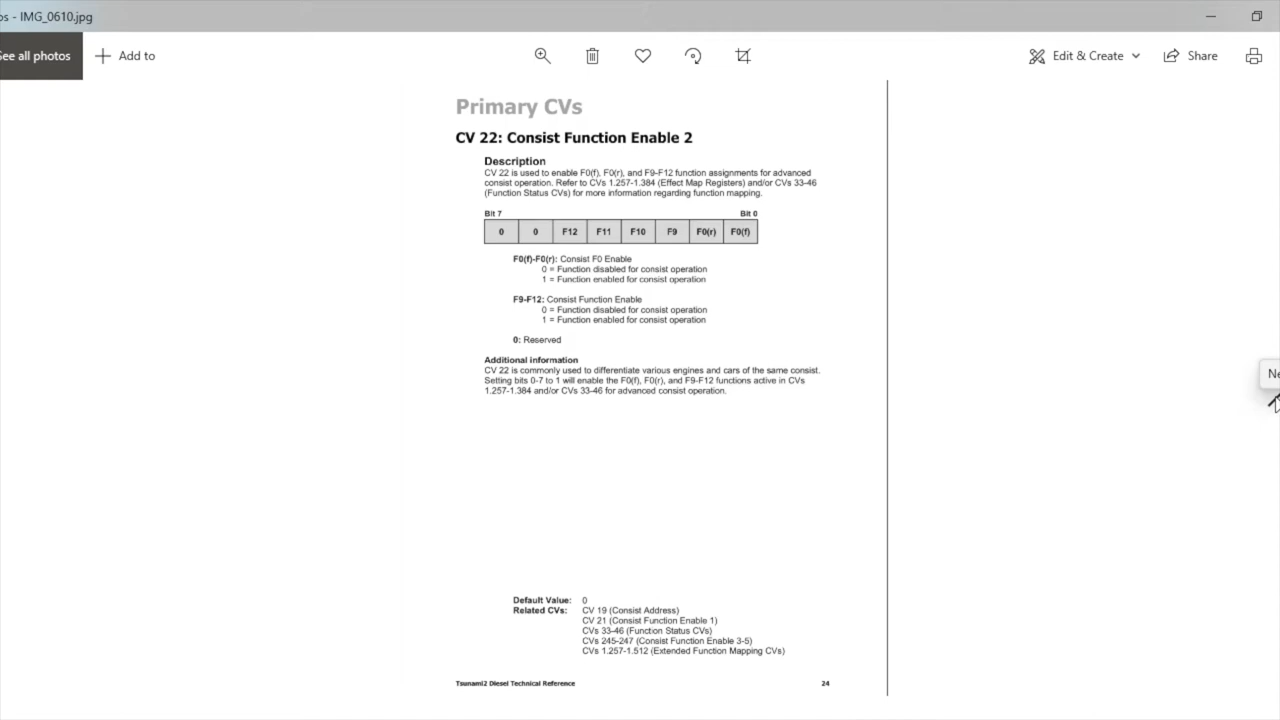 os - IMG_0610.jpg
See all photos
Add to
Edit & Create
Share
Primary CVs
CV 22: Consist Function Enable 2
Description
CV 22 is used to enable F0(f), F0(r), and F9-F12 function assignments for advanced
consist operation. Refer to CVs 1.257-1.384 (Effect Map Registers) and/or CVs 33-46
(Function Status CVs) for more information regarding function mapping.
Bit 7 Bit 0
0 0 F12 F11 F10 F9 F0(r) F0(f)
F0(f)-F0(r): Consist F0 Enable
0 = Function disabled for consist operation
1 = Function enabled for consist operation
F9-F12: Consist Function Enable
0 = Function disabled for consist operation
1 = Function enabled for consist operation
0: Reserved
Ne
Additional information
CV 22 is commonly used to differentiate various engines and cars of the same consist.
Setting bits 0-7 to 1 will enable the F0(f), F0(r), and F9-F12 functions active in CVs
1.257-1.384 and/or CVs 33-46 for advanced consist operation.
Default Value: 0
Related CVs: CV 19 (Consist Address)
CV 21 (Consist Function Enable 1)
CVs 33-46 (Function Status CVs)
CVs 245-247 (Consist Function Enable 3-5)
CVs 1.257-1.512 (Extended Function Mapping CVs)
Tsunami2 Diesel Technical Reference 24